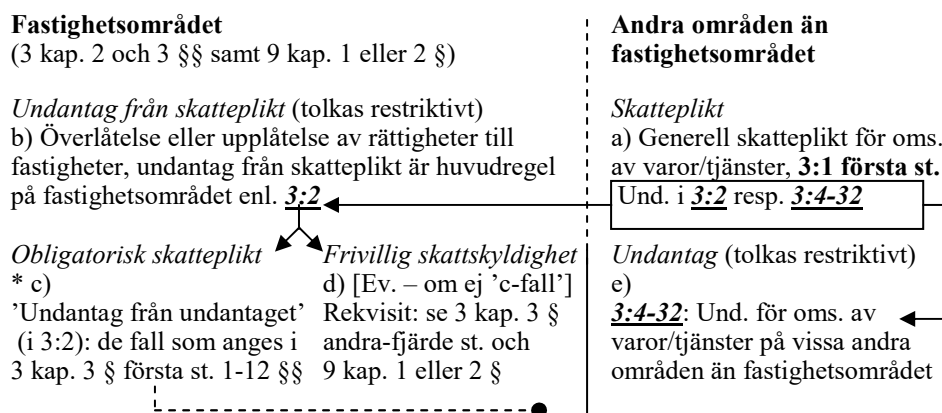 Fastighetsområdet
(3 kap. 2 och 3 §§ samt 9 kap. 1 eller 2 §)
Undantag från skatteplikt (tolkas restriktivt)
b) Överlåtelse eller upplåtelse av rättigheter till
fastigheter, undantag från skatteplikt är huvudregel
på fastighetsområdet enl. 3:2
Obligatorisk skatteplikt
* c)
'Undantag från undantaget'
(i 3:2): de fall som anges i
3 kap. 3 § första st. 1-12 §§
Frivillig skattskyldighet
d) [Ev. – om ej 'c-fall']
Rekvisit: se 3 kap. 3 §
andra-fjärde st. och
9 kap. 1 eller 2 §
Andra områden än
fastighetsområdet
Skatteplikt
a) Generell skatteplikt för oms.
av varor/tjänster, 3:1 första st.
Und. i 3:2 resp. 3:4-32
Undantag (tolkas restriktivt)
e)
3:4-32: Und. för oms. av
varor/tjänster på vissa andra
områden än fastighetsområdet